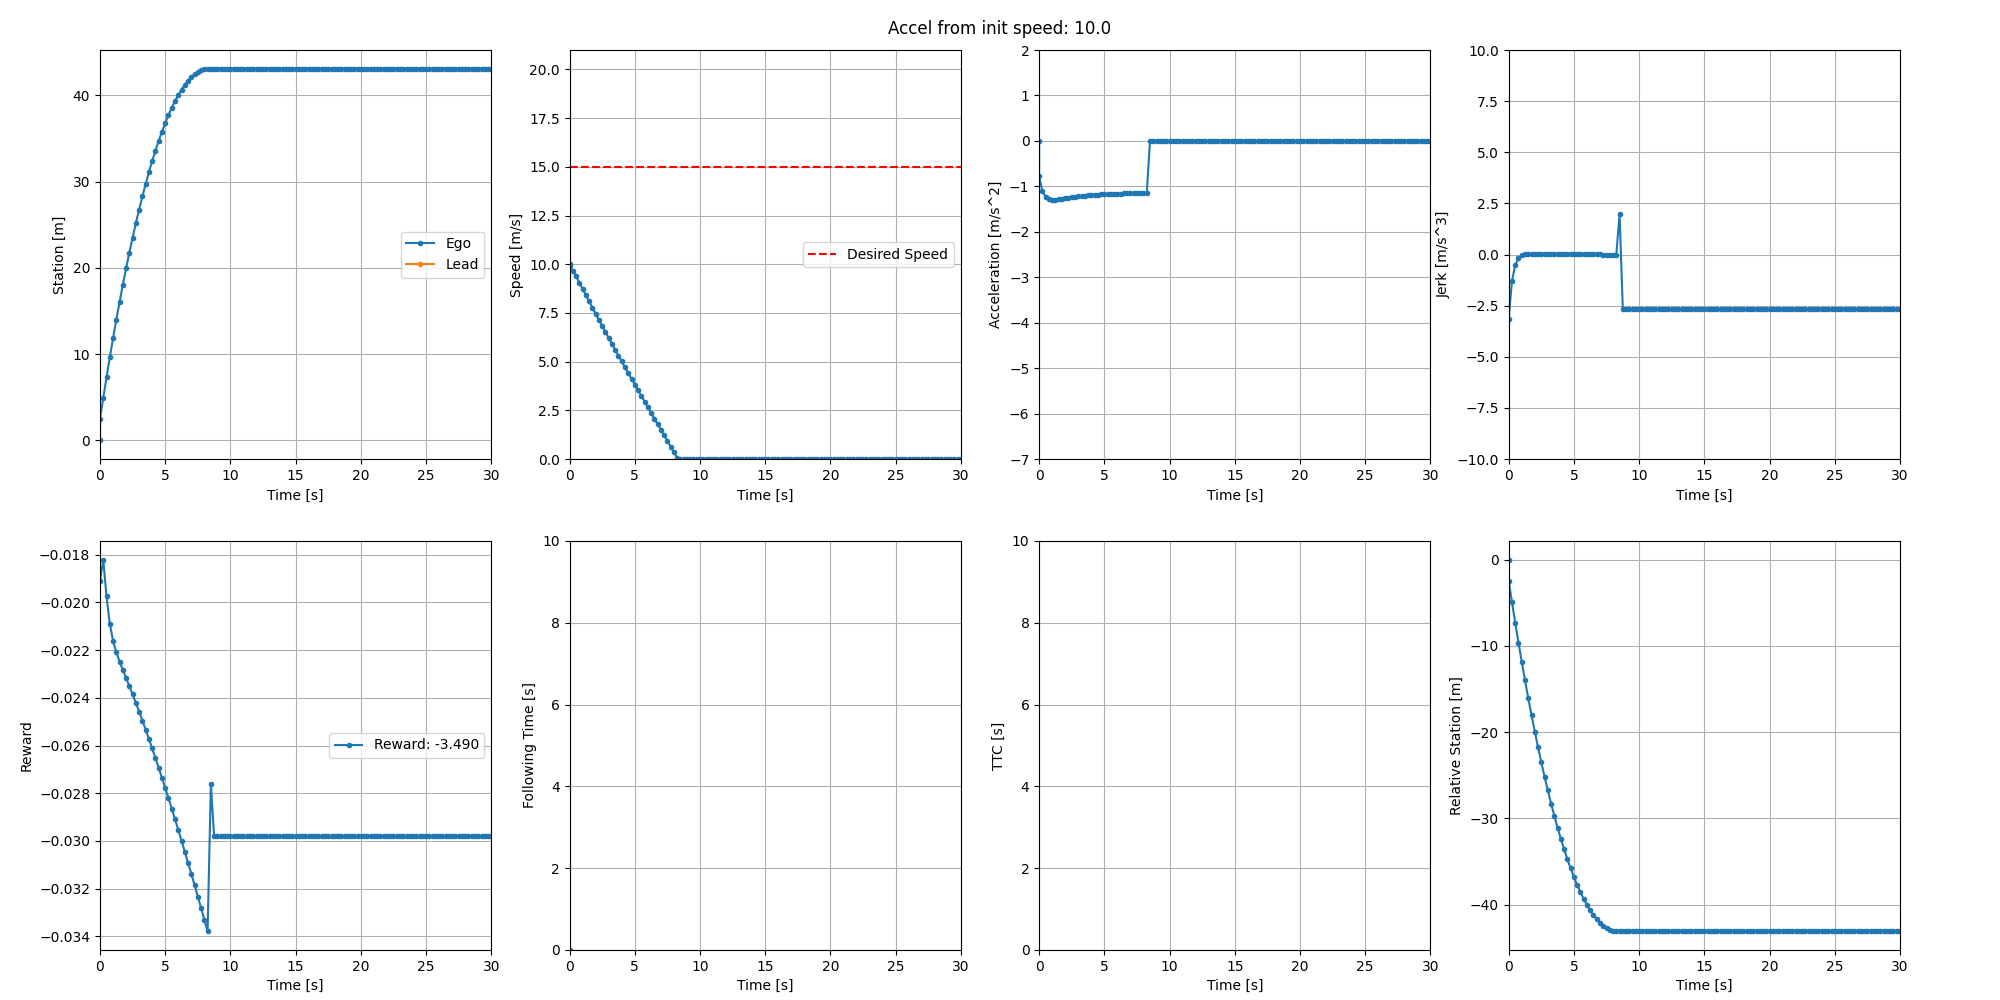 Accel from init speed: 10.0
40
30
20
10
0
Station [m]
Ego
Lead
0 5 10 15 20 25 30
Time [s]
20.0
17.5
15.0
12.5
10.0
7.5
5.0
2.5
0.0
Speed [m/s]
Desired Speed
0 5 10 15 20 25 30
Time [s]
2
1
0
−1
−2
−3
−4
−5
−6
−7
Acceleration [m/s^2]
0 5 10 15 20 25 30
Time [s]
10.0
7.5
5.0
2.5
0.0
−2.5
−5.0
−7.5
−10.0
Jerk [m/s^3]
0 5 10 15 20 25 30
Time [s]
−0.018
−0.020
−0.022
−0.024
−0.026
−0.028
−0.030
−0.032
−0.034
Reward
Reward: -3.490
0 5 10 15 20 25 30
Time [s]
10
8
6
4
2
0
Following Time [s]
0 5 10 15 20 25 30
Time [s]
10
8
6
4
2
0
TTC [s]
0 5 10 15 20 25 30
Time [s]
0
−10
−20
−30
−40
Relative Station [m]
0 5 10 15 20 25 30
Time [s]